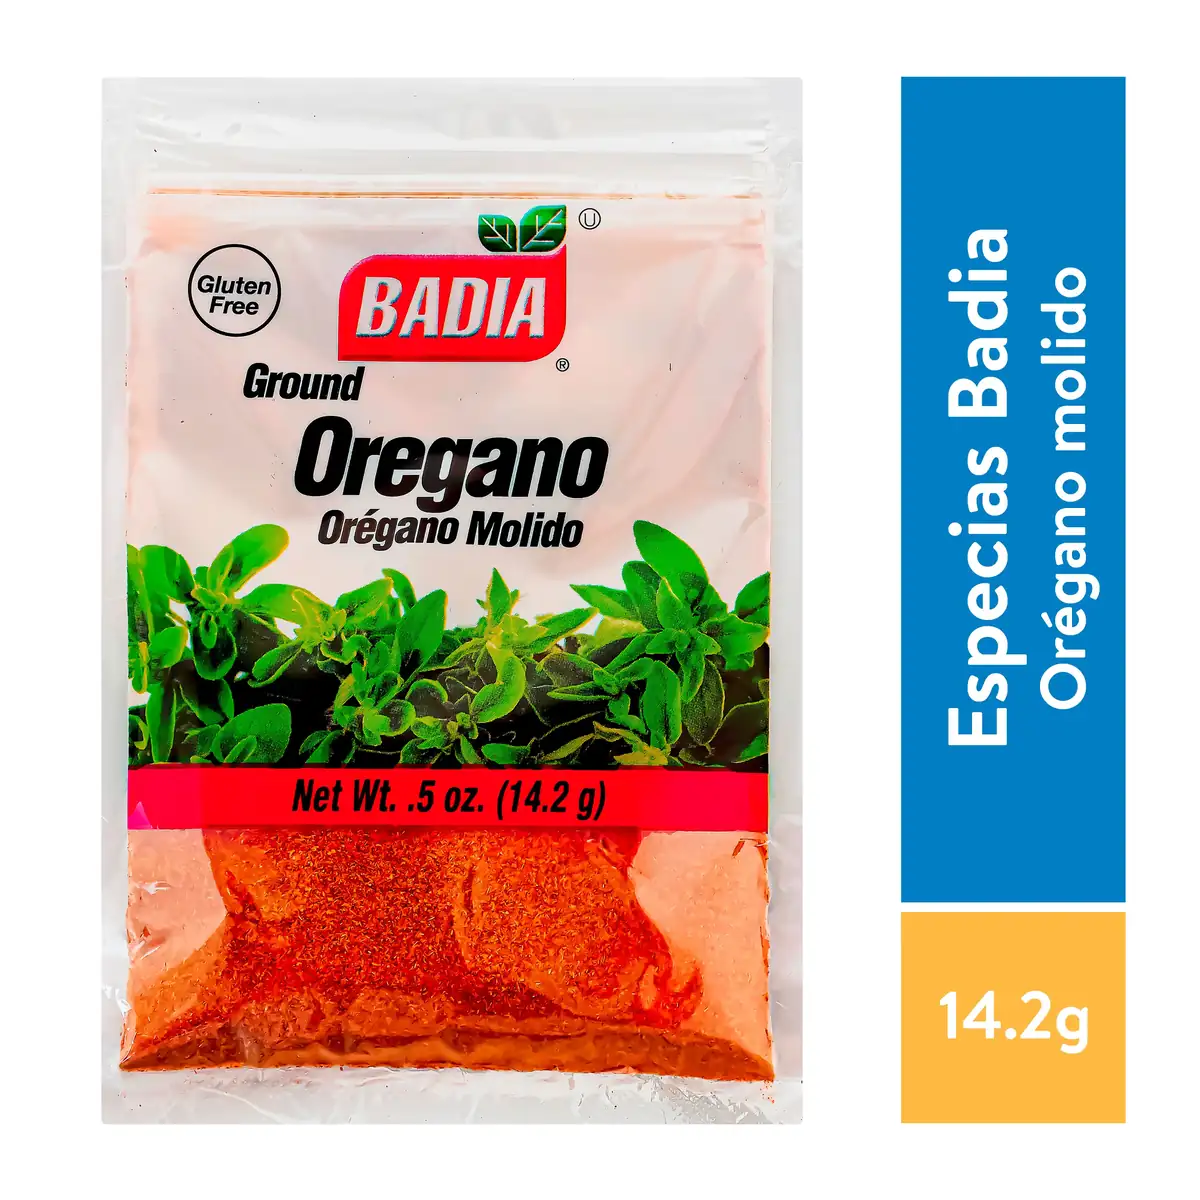 Gluten
Free
BADIA
U
®
Ground
Oregano
Orégano Molido
Net Wt. .5 oz. (14.2 g)
Especias Badia
Orégano molido
14.2g